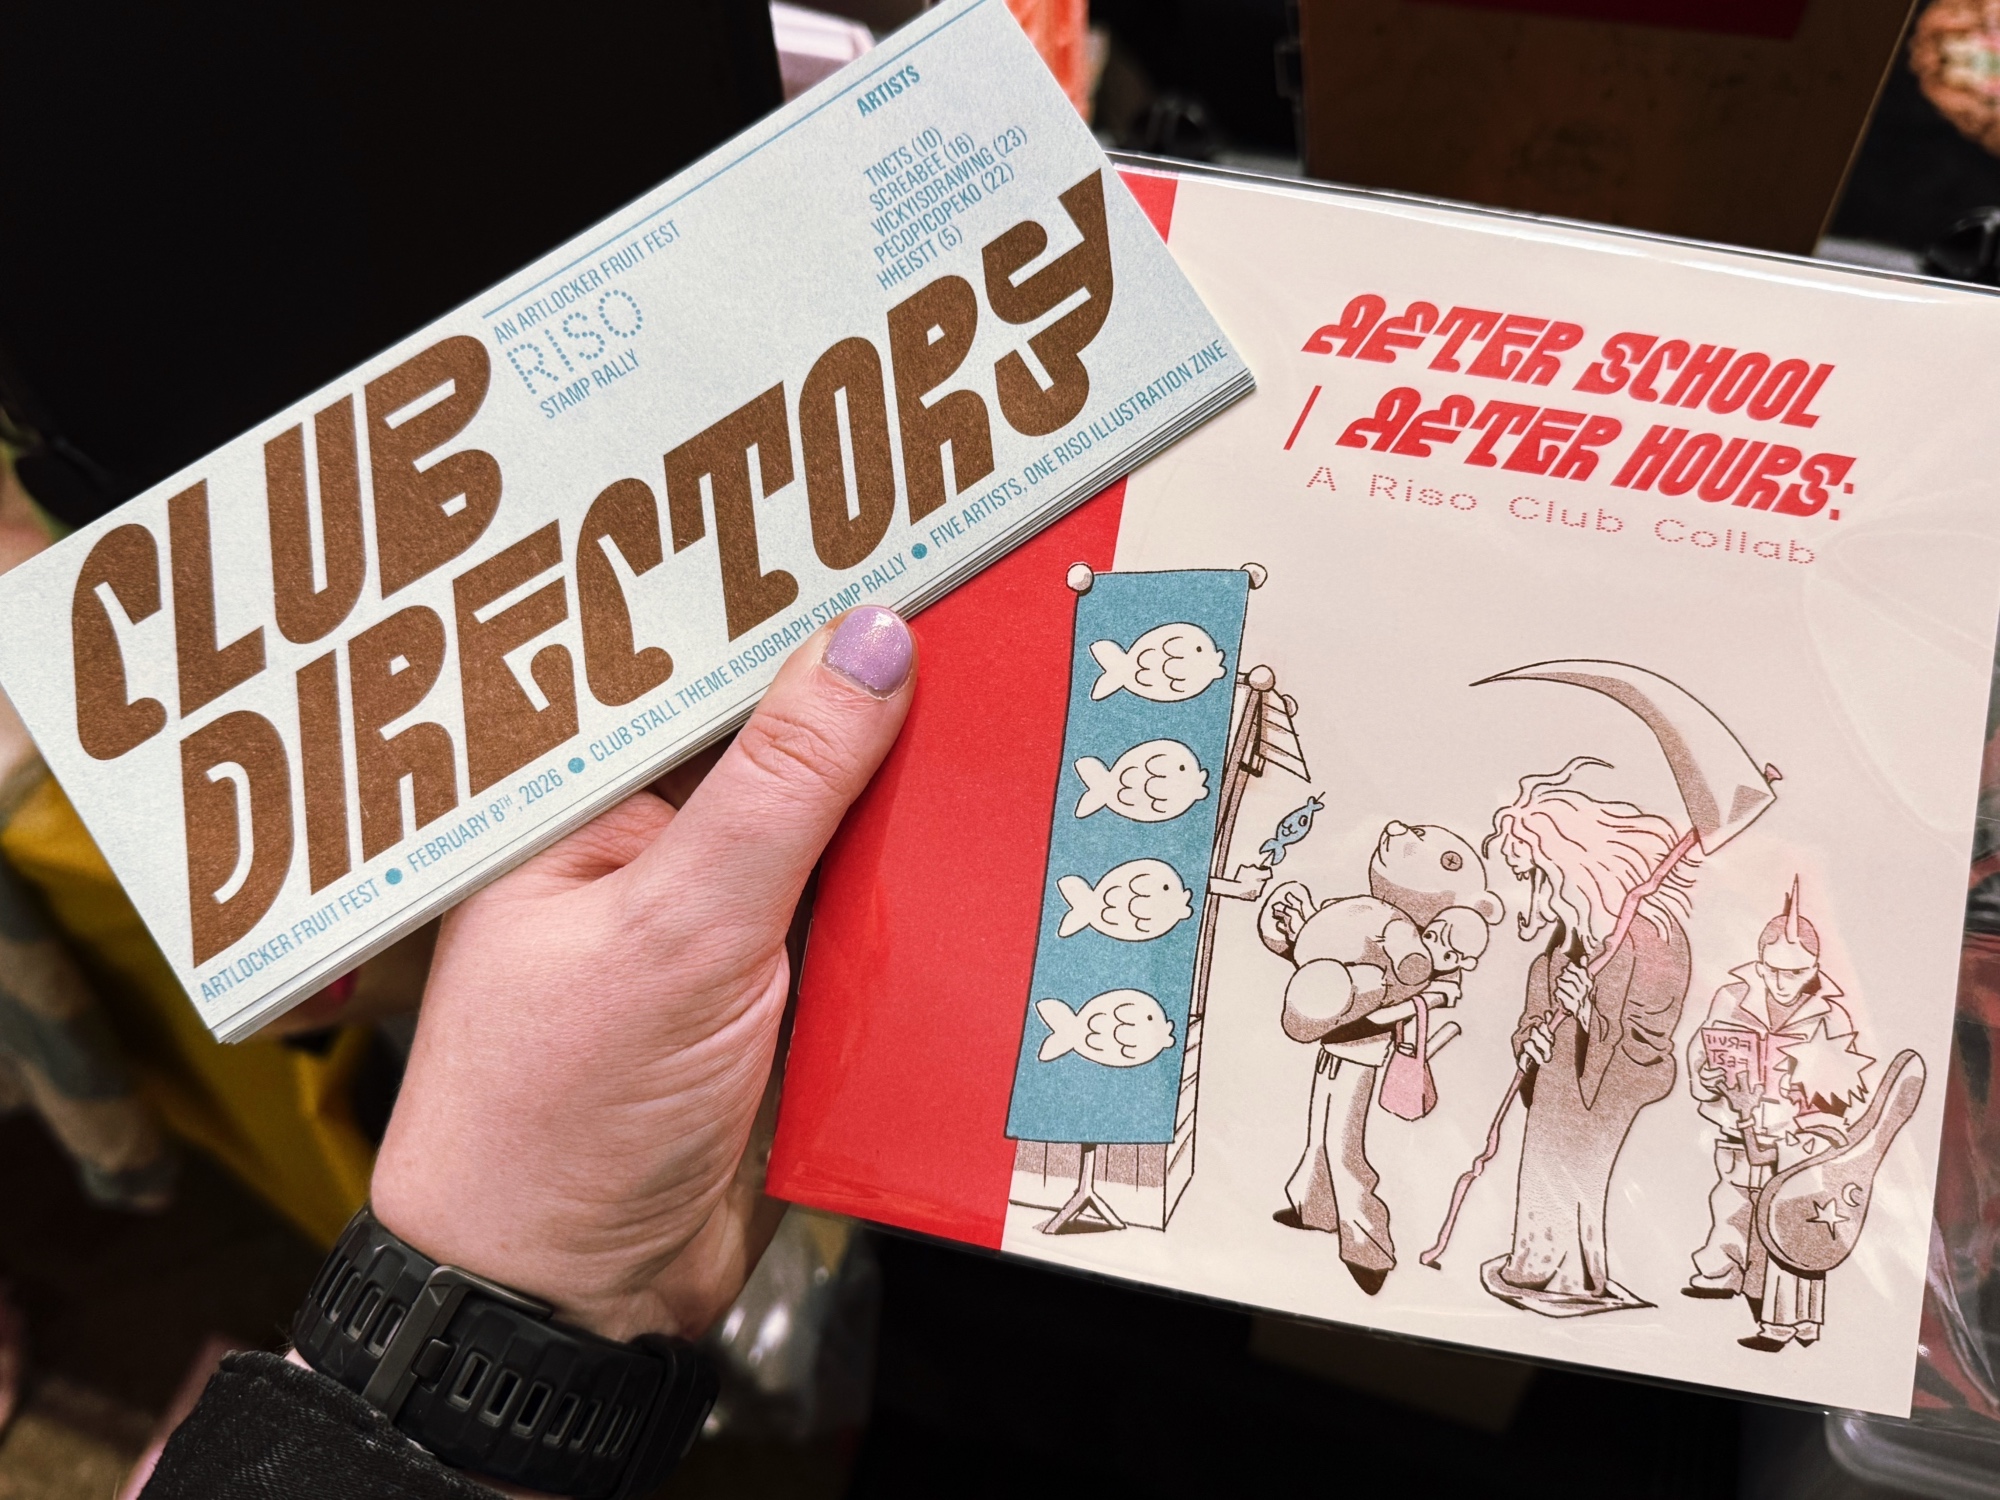 ARTISTS
TNCTS (10)
SCREABEE (16)
VICKYISDRAWING (23)
PECOPICOPEKO (22)
HHEISTT (5)
AN ARTLOCKER FRUIT FEST
RISO
STAMP RALLY
CLUB
DIRECTORY
ARTLOCKER FRUIT FEST ● FEBRUARY 8TH, 2026 ● CLUB STALL THEME RISOGRAPH STAMP RALLY ● FIVE ARTISTS, ONE RISO ILLUSTRATION ZINE
AFTER SCHOOL
| AFTER HOURS:
A Riso Club Collab
FRUIT
FEST